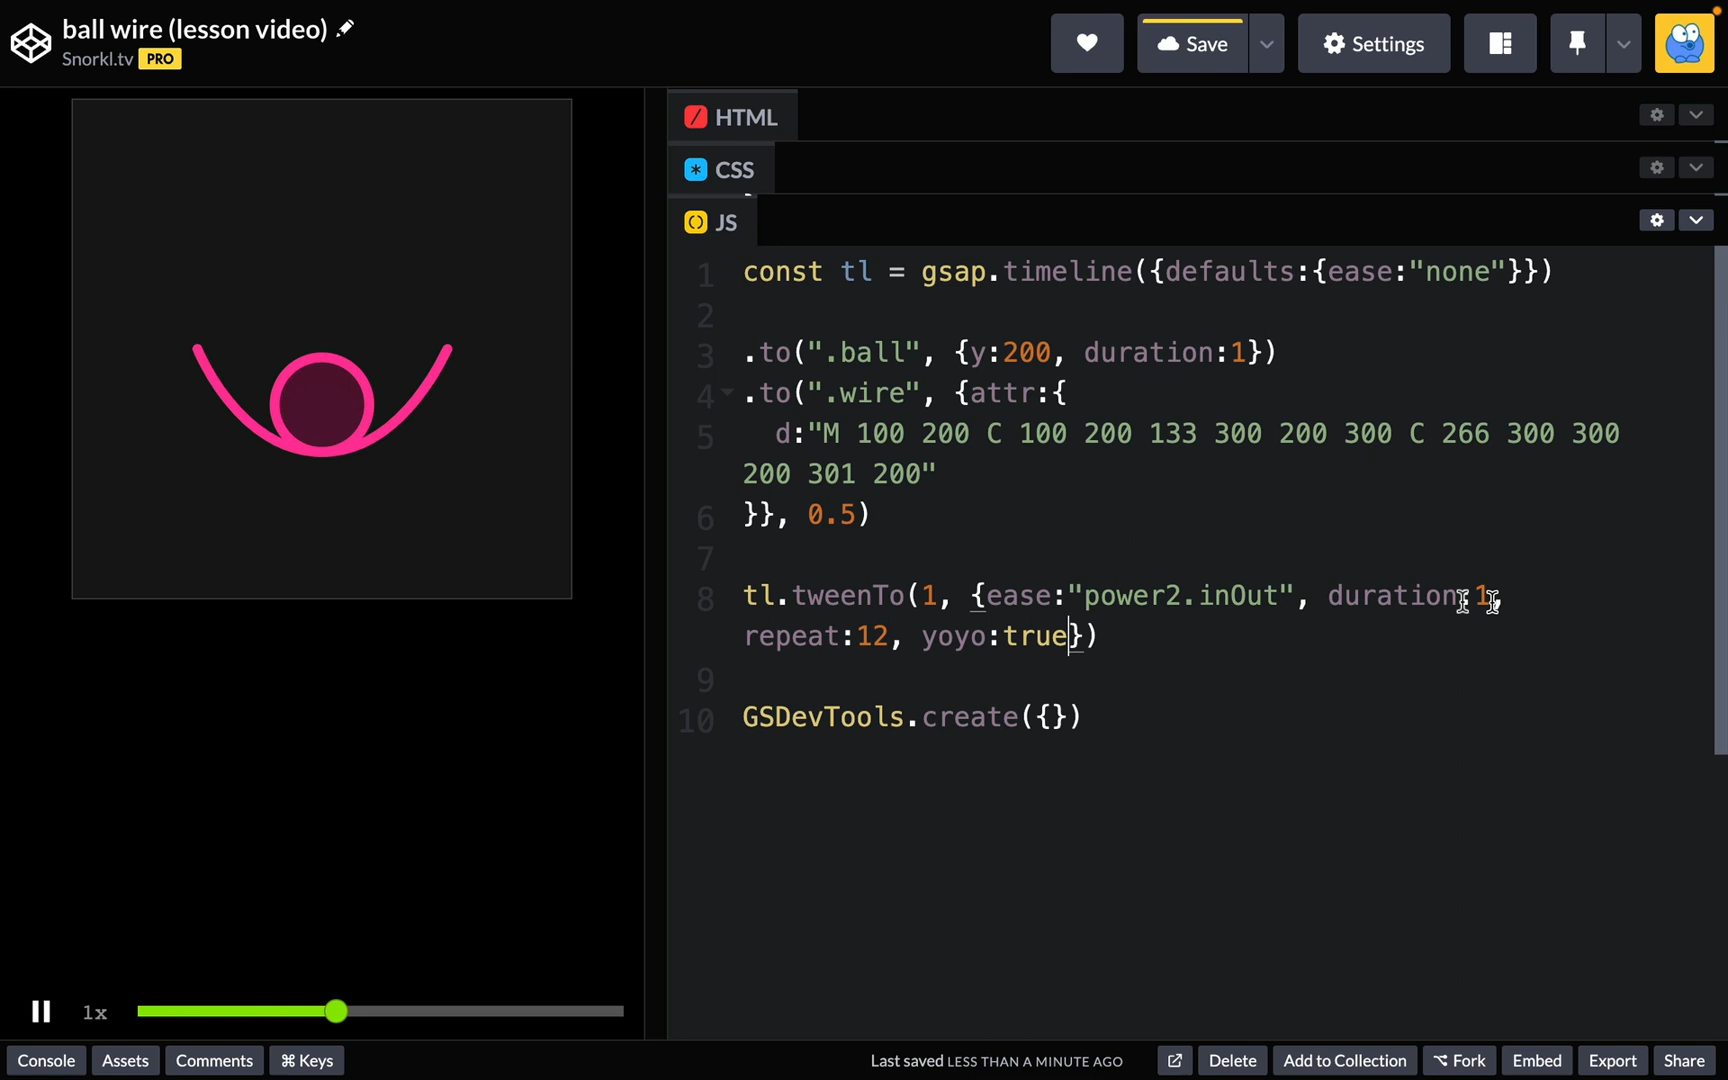 ball wire (lesson video)
Snorkl.tv PRO
Save
Settings
/ HTML
* CSS
() JS
1 const tl = gsap.timeline({defaults:{ease:"none"}})
2
3 .to(".ball", {y:200, duration:1})
4 .to(".wire", {attr:{
5 d:"M 100 200 C 100 200 133 300 200 300 C 266 300 300
200 301 200"
6 }}, 0.5)
7
8 tl.tweenTo(1, {ease:"power2.inOut", duration:1,
repeat:12, yoyo:true})
9
10 GSDevTools.create({})
1x
Console Assets Comments ⌘ Keys Last saved LESS THAN A MINUTE AGO Delete Add to Collection ⌥ Fork Embed Export Share